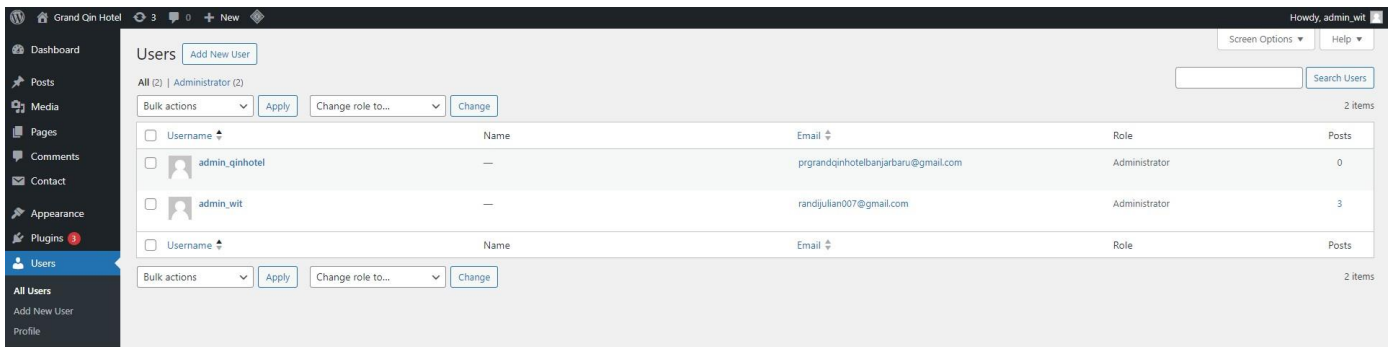 Grand Qin Hotel 3 0 + New Howdy, admin_wit
Dashboard
Posts
Media
Pages
Comments
Contact
Appearance
Plugins 3
Users
All Users
Add New User
Profile
Screen Options ▼ Help ▼
Users Add New User
All (2) | Administrator (2)
Search Users
Bulk actions Apply Change role to... Change 2 items
Username Name Email Role Posts
admin_qinhotel — prgrandqinhotelbanjarbaru@gmail.com Administrator 0
admin_wit — randijulian007@gmail.com Administrator 3
Username Name Email Role Posts
Bulk actions Apply Change role to... Change 2 items